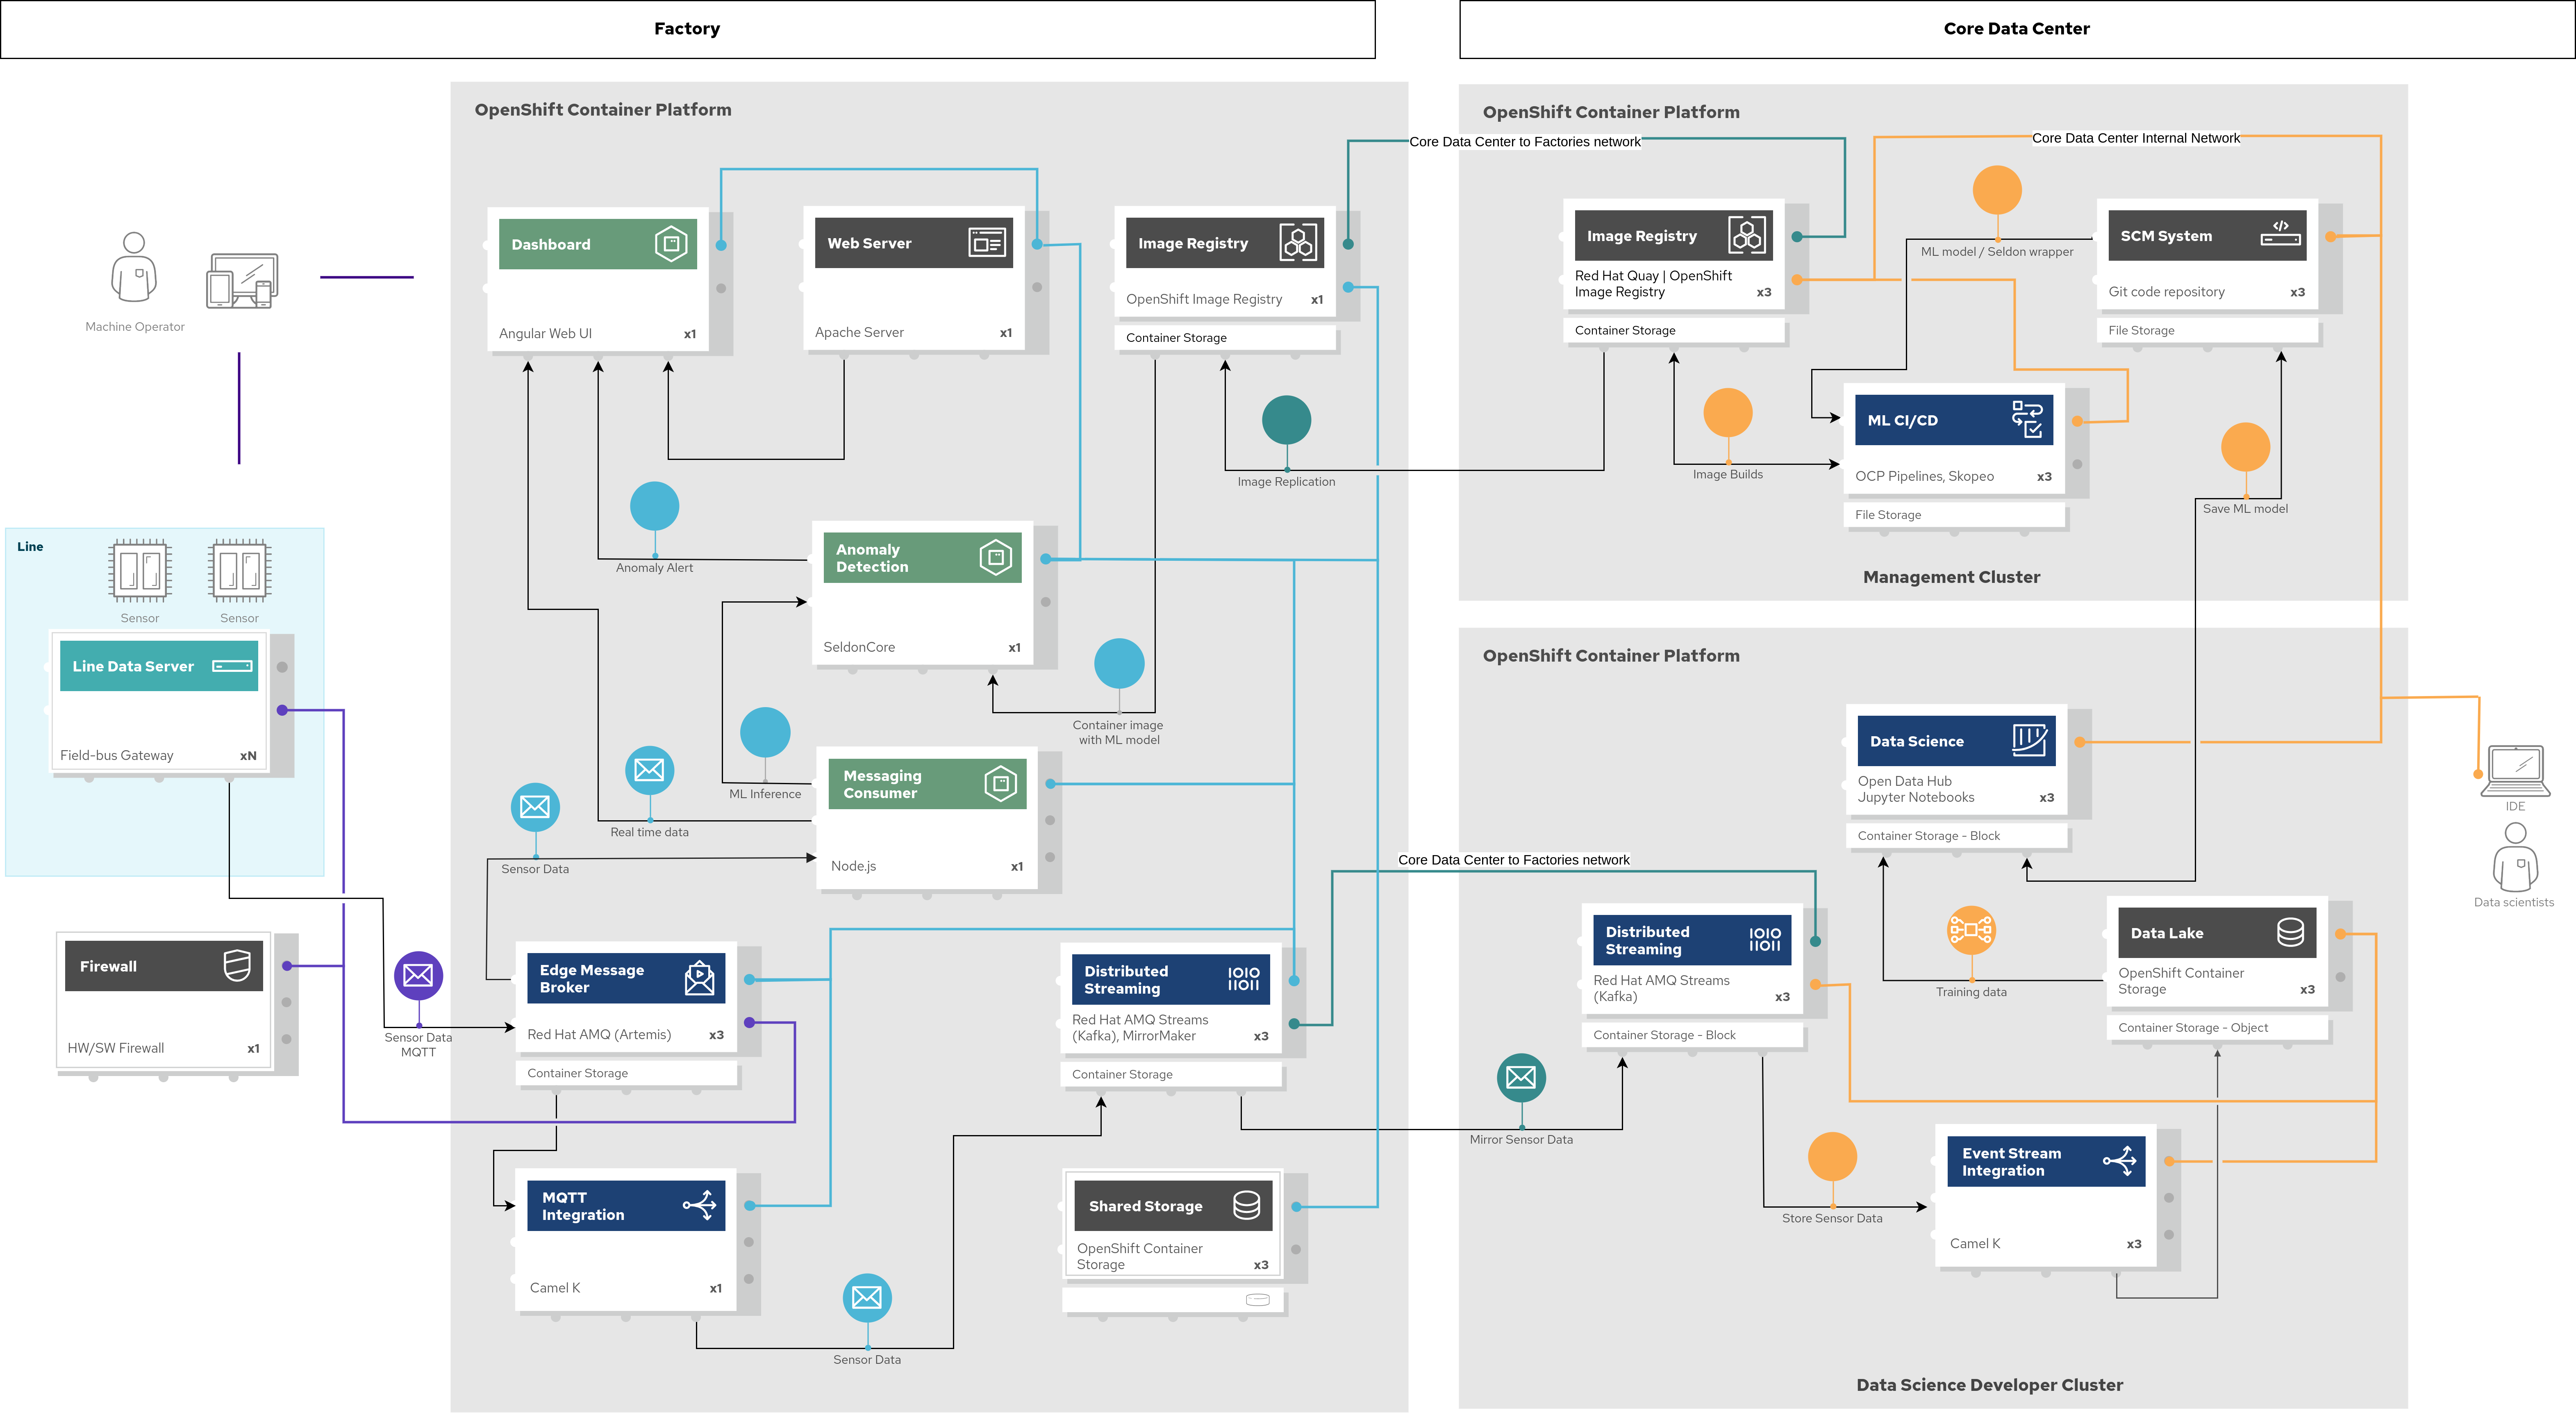 Factory
Core Data Center
OpenShift Container Platform
Dashboard
Angular Web UI
x1
Web Server
Apache Server
x1
Image Registry
OpenShift Image Registry
x1
Container Storage
Machine Operator
Image Replication
Anomaly Alert
Anomaly
Detection
SeldonCore
x1
Container image
with ML model
ML Inference
Messaging
Consumer
Node.js
x1
Real time data
Sensor Data
Line
Sensor
Sensor
Line Data Server
Field-bus Gateway
xN
Firewall
HW/SW Firewall
x1
Sensor Data
MQTT
Edge Message
Broker
Red Hat AMQ (Artemis)
x3
Container Storage
Distributed
Streaming
Red Hat AMQ Streams
(Kafka), MirrorMaker
x3
Container Storage
MQTT
Integration
Camel K
x1
Shared Storage
OpenShift Container
Storage
x3
Sensor Data
OpenShift Container Platform
Core Data Center to Factories network
Core Data Center Internal Network
Image Registry
Red Hat Quay | OpenShift
Image Registry
x3
Container Storage
ML model / Seldon wrapper
SCM System
Git code repository
x3
File Storage
ML CI/CD
OCP Pipelines, Skopeo
x3
File Storage
Image Builds
Save ML model
Management Cluster
OpenShift Container Platform
Data Science
Open Data Hub
Jupyter Notebooks
x3
Container Storage - Block
IDE
Data scientists
Core Data Center to Factories network
Distributed
Streaming
Red Hat AMQ Streams
(Kafka)
x3
Container Storage - Block
Training data
Data Lake
OpenShift Container
Storage
x3
Container Storage - Object
Mirror Sensor Data
Store Sensor Data
Event Stream
Integration
Camel K
x3
Data Science Developer Cluster